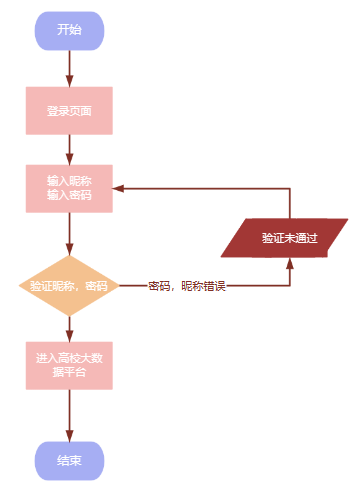 开始
登录页面
输入昵称
输入密码
验证未通过
验证昵称，密码
密码，昵称错误
进入高校大数
据平台
结束